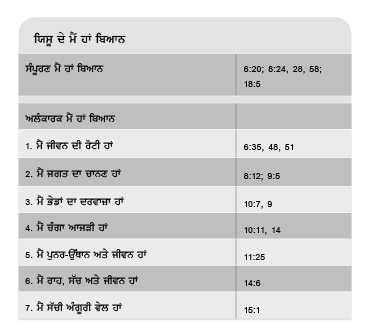 ਯਿਸੂ ਦੇ ਮੈਂ ਹਾਂ ਬਿਆਨ
ਸੰਪੂਰਣ ਮੈਂ ਹਾਂ ਬਿਆਨ 6:20; 8:24, 28, 58;
18:5
ਅਲੰਕਾਰਕ ਮੈਂ ਹਾਂ ਬਿਆਨ
1. ਮੈਂ ਜੀਵਨ ਦੀ ਰੋਟੀ ਹਾਂ 6:35, 48, 51
2. ਮੈਂ ਜਗਤ ਦਾ ਚਾਨਣ ਹਾਂ 8:12; 9:5
3. ਮੈਂ ਭੇਡਾਂ ਦਾ ਦਰਵਾਜ਼ਾ ਹਾਂ 10:7, 9
4. ਮੈਂ ਚੰਗਾ ਆਜੜੀ ਹਾਂ 10:11, 14
5. ਮੈਂ ਪੁਨਰ-ਉੱਥਾਨ ਅਤੇ ਜੀਵਨ ਹਾਂ 11:25
6. ਮੈਂ ਰਾਹ, ਸੱਚ ਅਤੇ ਜੀਵਨ ਹਾਂ 14:6
7. ਮੈਂ ਸੱਚੀ ਅੰਗੂਰੀ ਵੇਲ ਹਾਂ 15:1